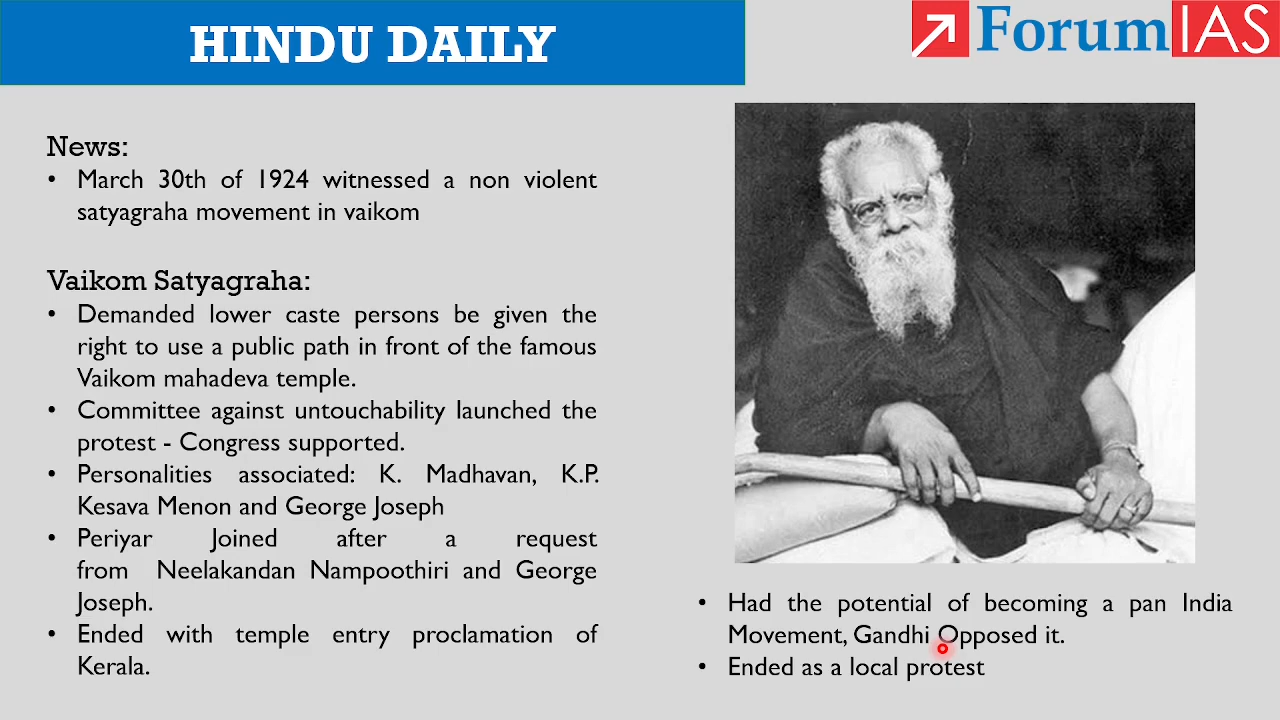 HINDU DAILY
ForumIAS
News:
• March 30th of 1924 witnessed a non violent
satyagraha movement in vaikom
Vaikom Satyagraha:
• Demanded lower caste persons be given the
right to use a public path in front of the famous
Vaikom mahadeva temple.
• Committee against untouchability launched the
protest - Congress supported.
• Personalities associated: K. Madhavan, K.P.
Kesava Menon and George Joseph
• Periyar Joined after a request
from Neelakandan Nampoothiri and George
Joseph.
• Ended with temple entry proclamation of
Kerala.
• Had the potential of becoming a pan India
Movement, Gandhi Opposed it.
• Ended as a local protest